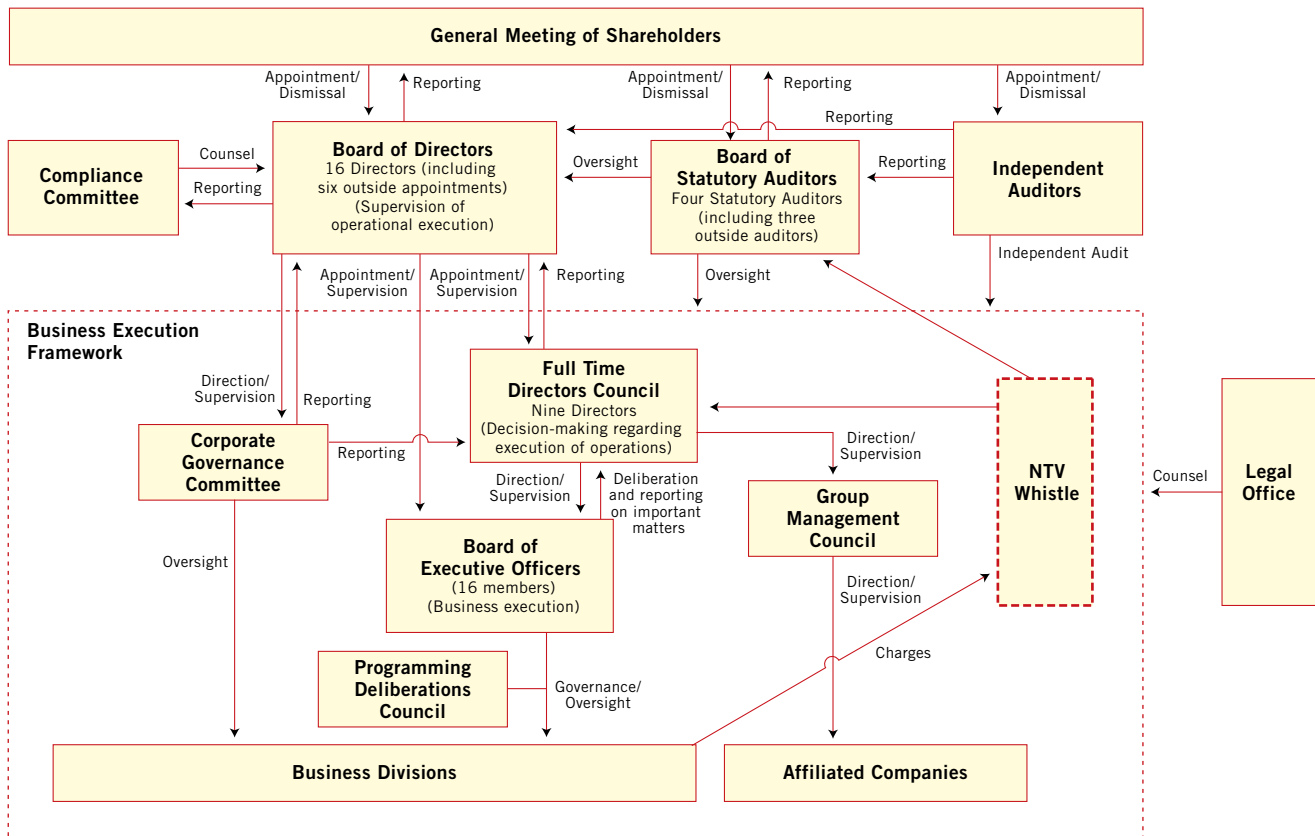 General Meeting of Shareholders
Appointment/
Dismissal
Reporting
Appointment/
Dismissal
Reporting
Appointment/
Dismissal
Reporting
Compliance
Committee
Counsel
Reporting
Board of Directors
16 Directors (including
six outside appointments)
(Supervision of
operational execution)
Oversight
Board of
Statutory Auditors
Four Statutory Auditors
(including three
outside auditors)
Reporting
Independent
Auditors
Appointment/
Supervision
Appointment/
Supervision
Reporting
Oversight
Independent Audit
Business Execution
Framework
Direction/
Supervision
Reporting
Full Time
Directors Council
Nine Directors
(Decision-making regarding
execution of operations)
Corporate
Governance
Committee
Reporting
Direction/
Supervision
Direction/
Supervision
Deliberation
and reporting
on important
matters
Group
Management
Council
NTV
Whistle
Counsel
Legal
Office
Oversight
Board of
Executive Officers
(16 members)
(Business execution)
Direction/
Supervision
Charges
Programming
Deliberations
Council
Governance/
Oversight
Business Divisions
Affiliated Companies